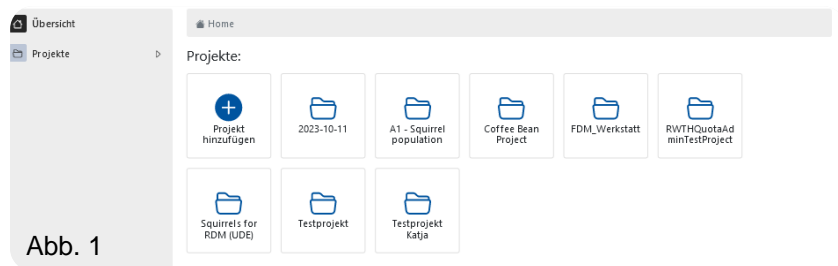 Übersicht
Projekte
Home
Projekte:
Projekt
hinzufügen
2023-10-11
A1 - Squirrel
population
Coffee Bean
Project
FDM_Werkstatt
RWTHQuotaAd
minTestProject
Squirrels for
RDM (UDE)
Testprojekt
Testprojekt
Katja
Abb. 1